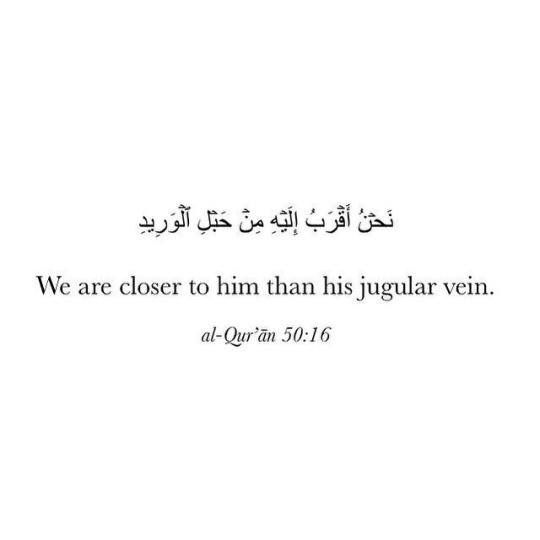 نَحۡنُ أَقۡرَبُ إِلَيۡهِ مِنۡ حَبۡلِ ٱلۡوَرِيدِ
We are closer to him than his jugular vein.
al-Qur’ān 50:16